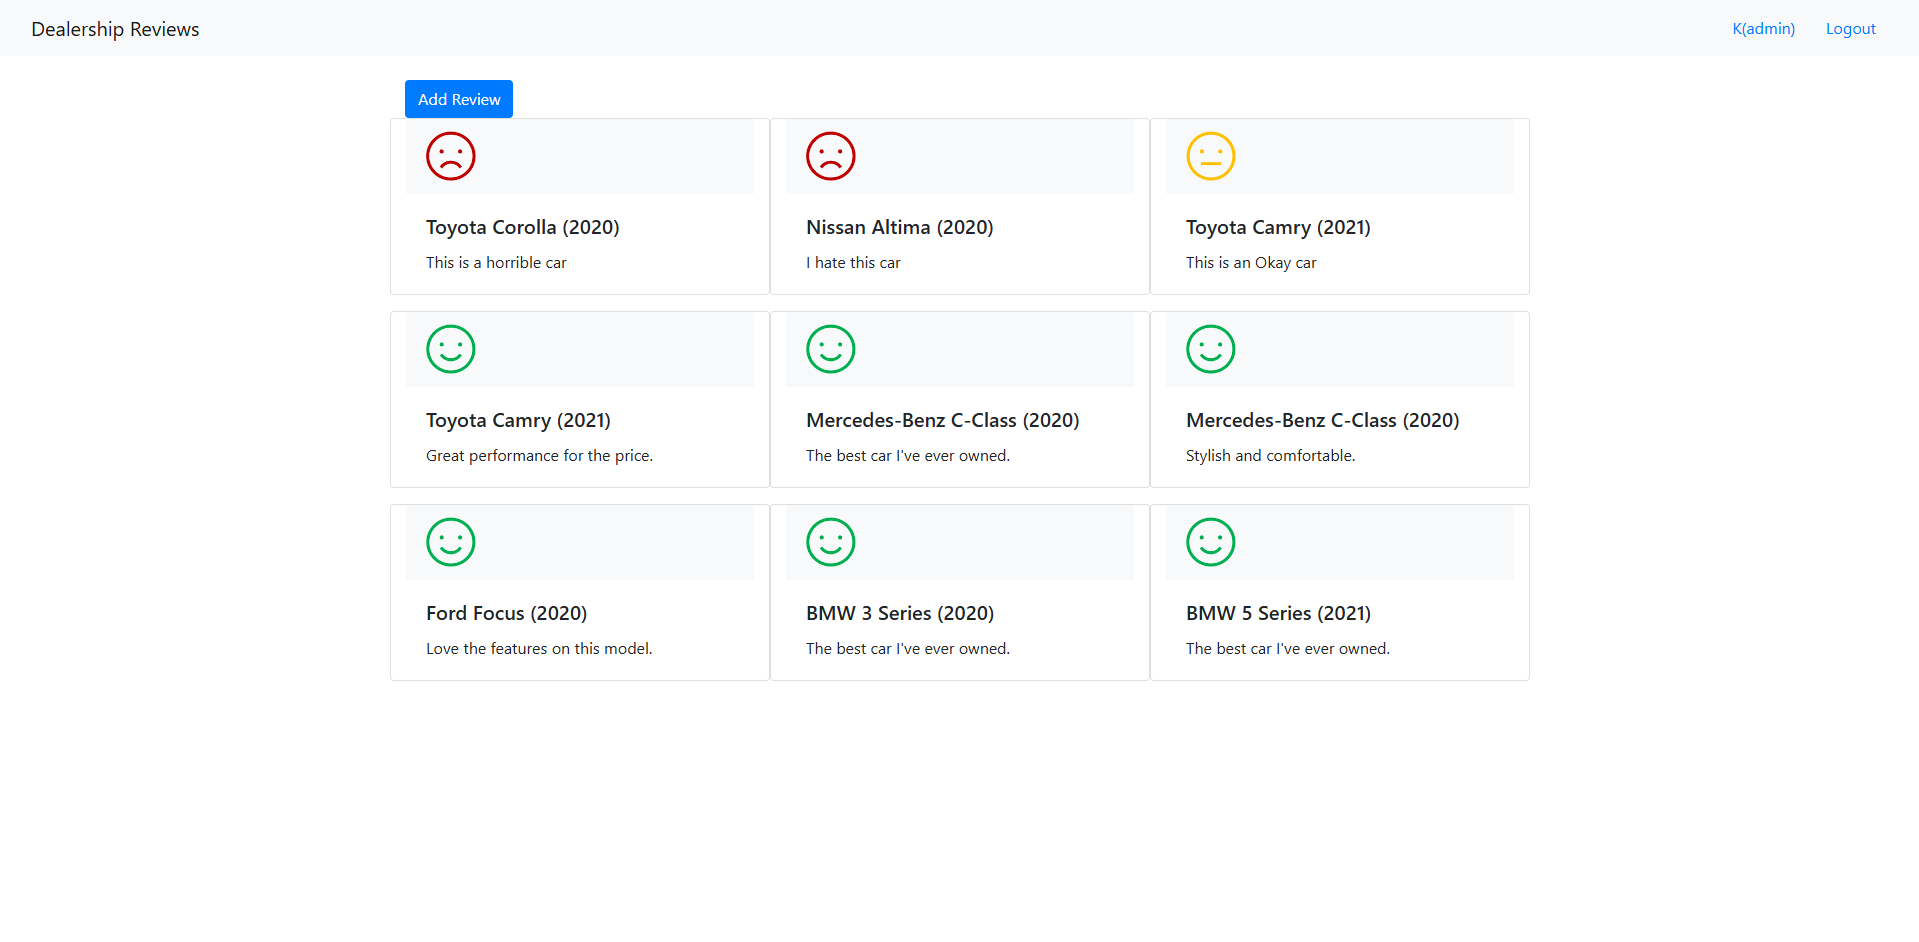 Dealership Reviews
K(admin) Logout
Add Review
Toyota Corolla (2020)
This is a horrible car
Nissan Altima (2020)
I hate this car
Toyota Camry (2021)
This is an Okay car
Toyota Camry (2021)
Great performance for the price.
Mercedes-Benz C-Class (2020)
The best car I've ever owned.
Mercedes-Benz C-Class (2020)
Stylish and comfortable.
Ford Focus (2020)
Love the features on this model.
BMW 3 Series (2020)
The best car I've ever owned.
BMW 5 Series (2021)
The best car I've ever owned.